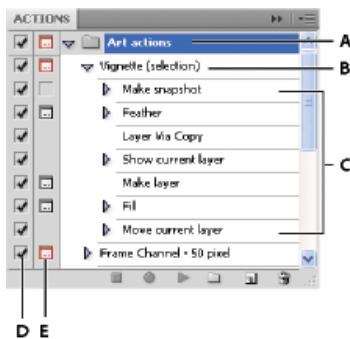 ACTIONS
Art actions
A
Vignette (selection)
B
Make snapshot
Feather
Layer Via Copy
Show current layer
C
Make layer
Fill
Move current layer
Frame Channel - 50 pixel
D E